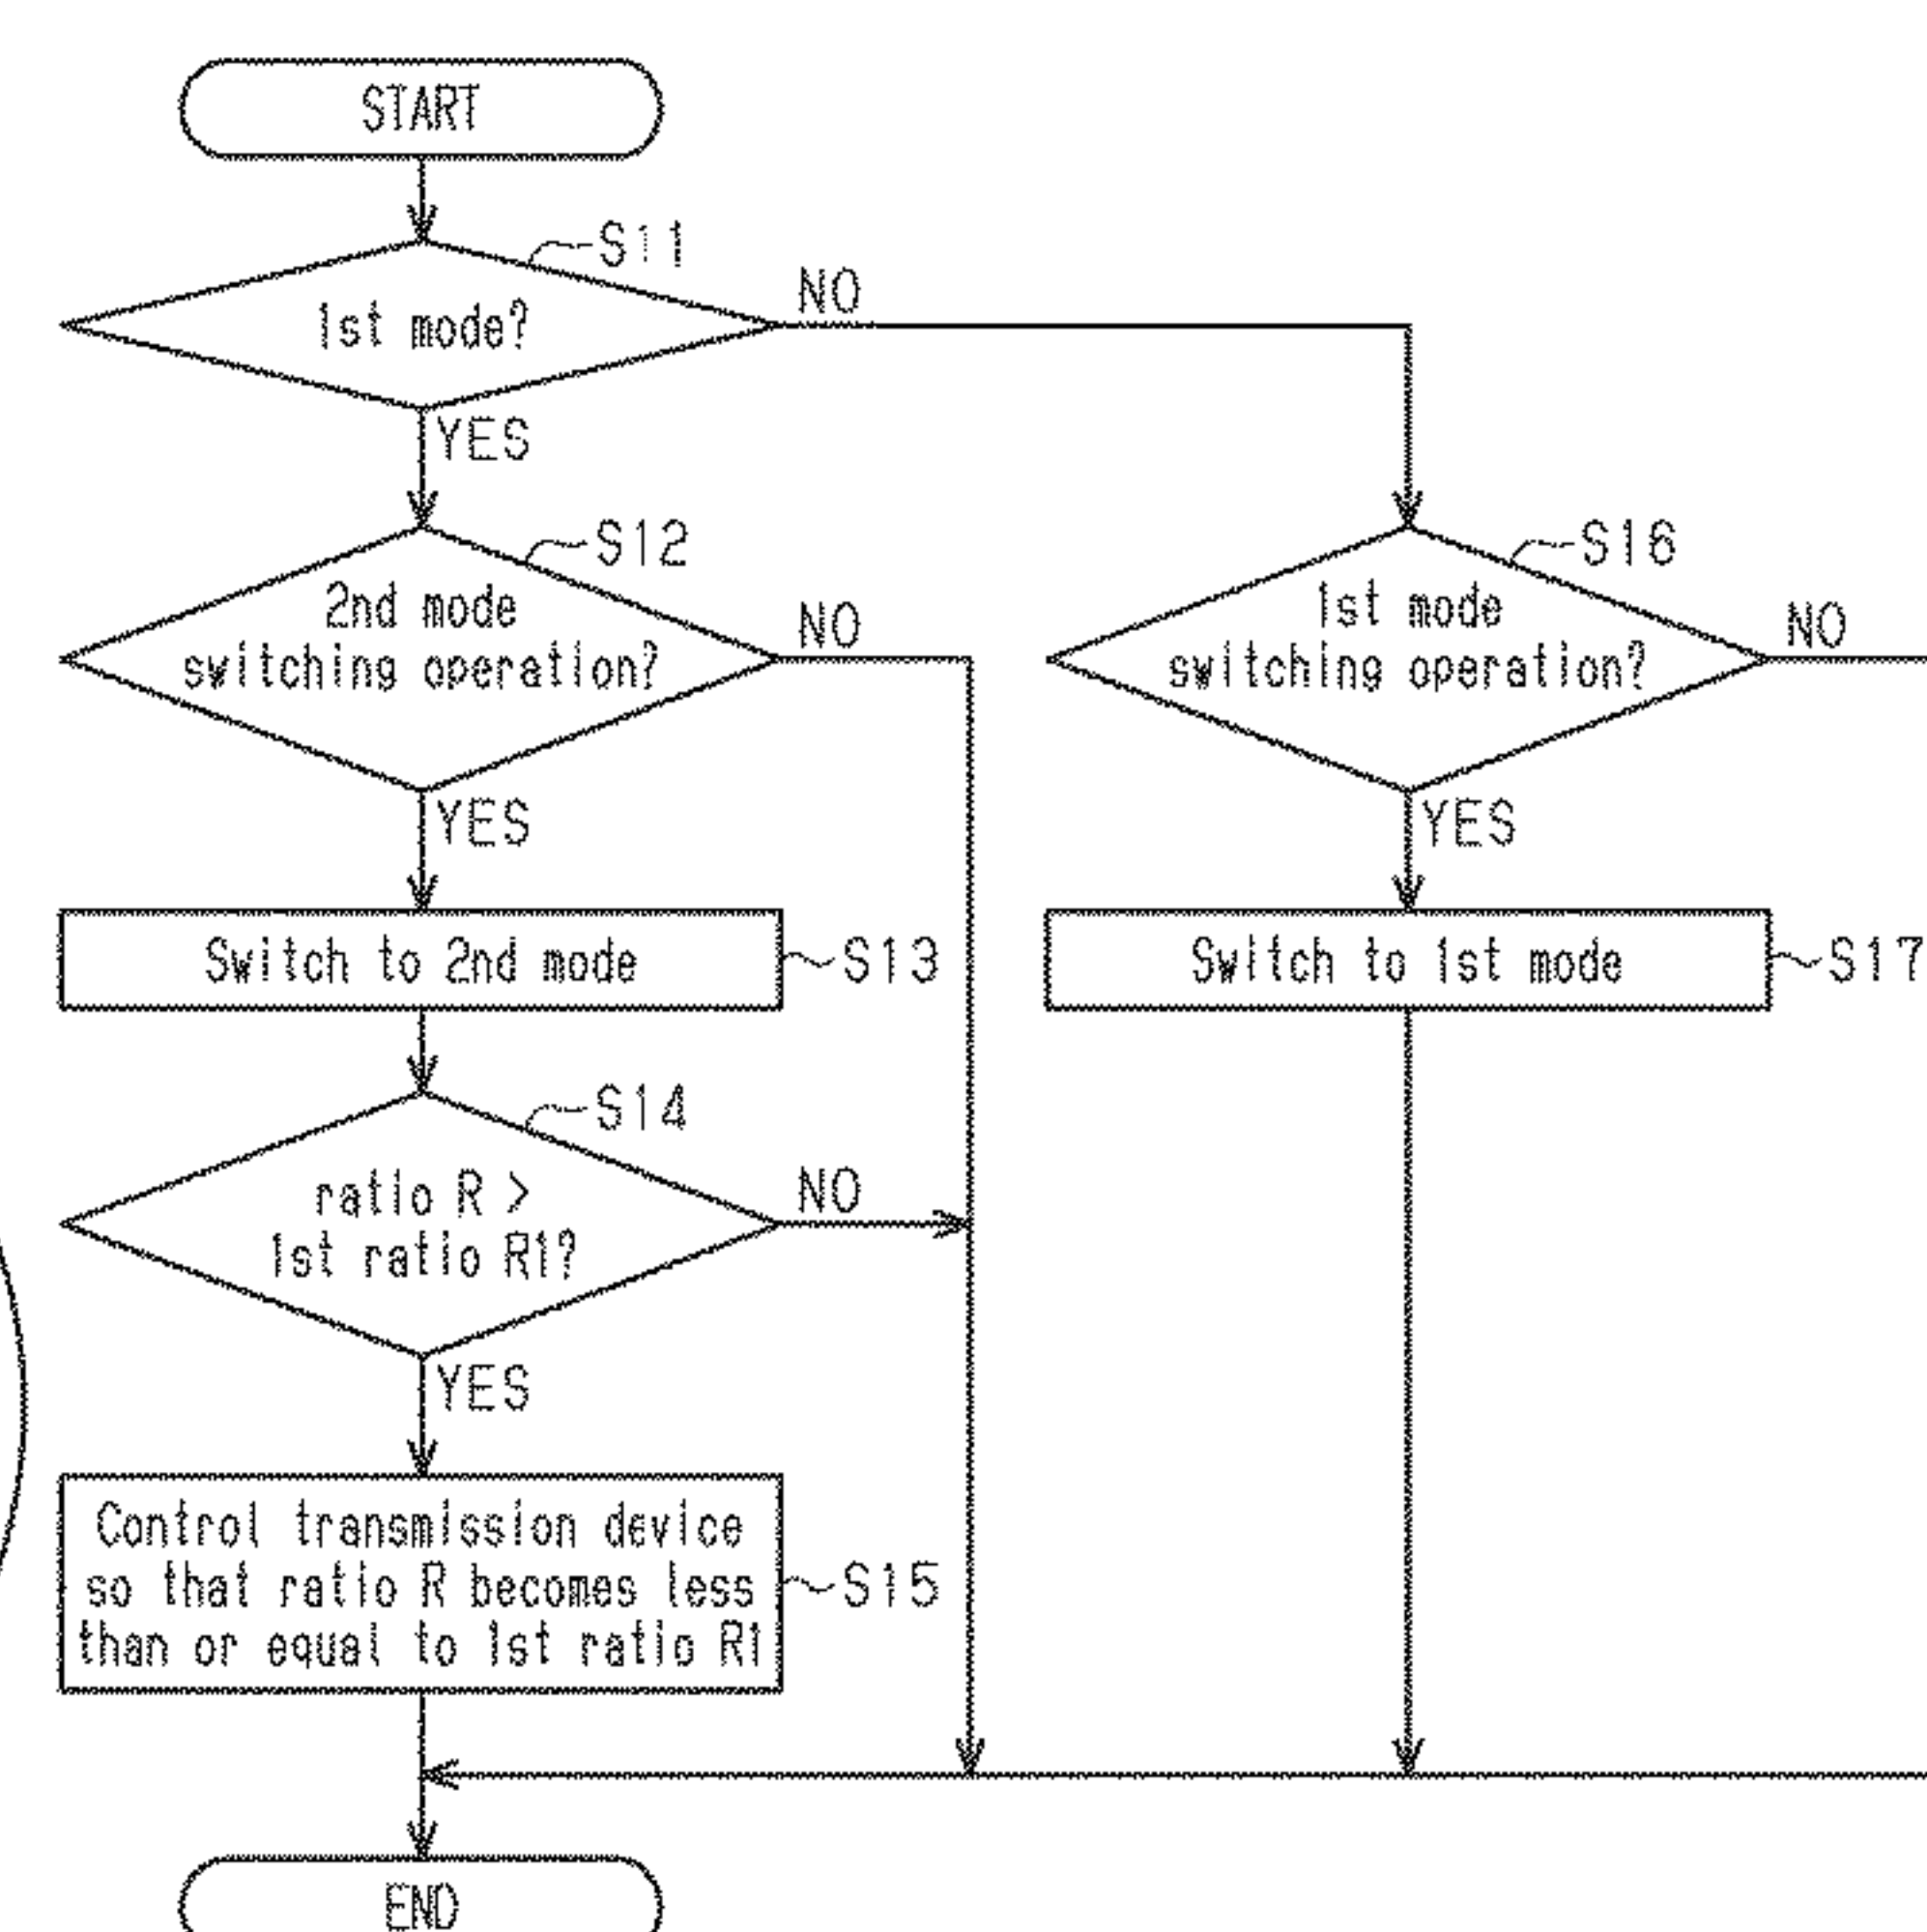 START
S11
1st mode?
NO
YES
S12
2nd mode
switching operation?
NO
YES
S16
1st mode
switching operation?
NO
YES
Switch to 2nd mode
S13
Switch to 1st mode
S17
S14
ratio R >
1st ratio R1?
NO
YES
Control transmission device
so that ratio R becomes less
than or equal to 1st ratio R1
S15
END